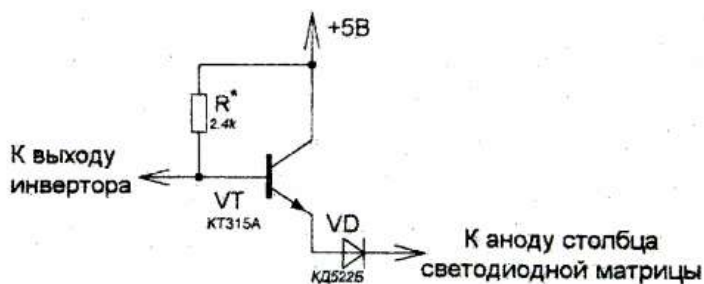 +5В
R*
2.4k
К выходу
инвертора
VT
КТ315А
VD
КД522Б
К аноду столбца
светодиодной матрицы